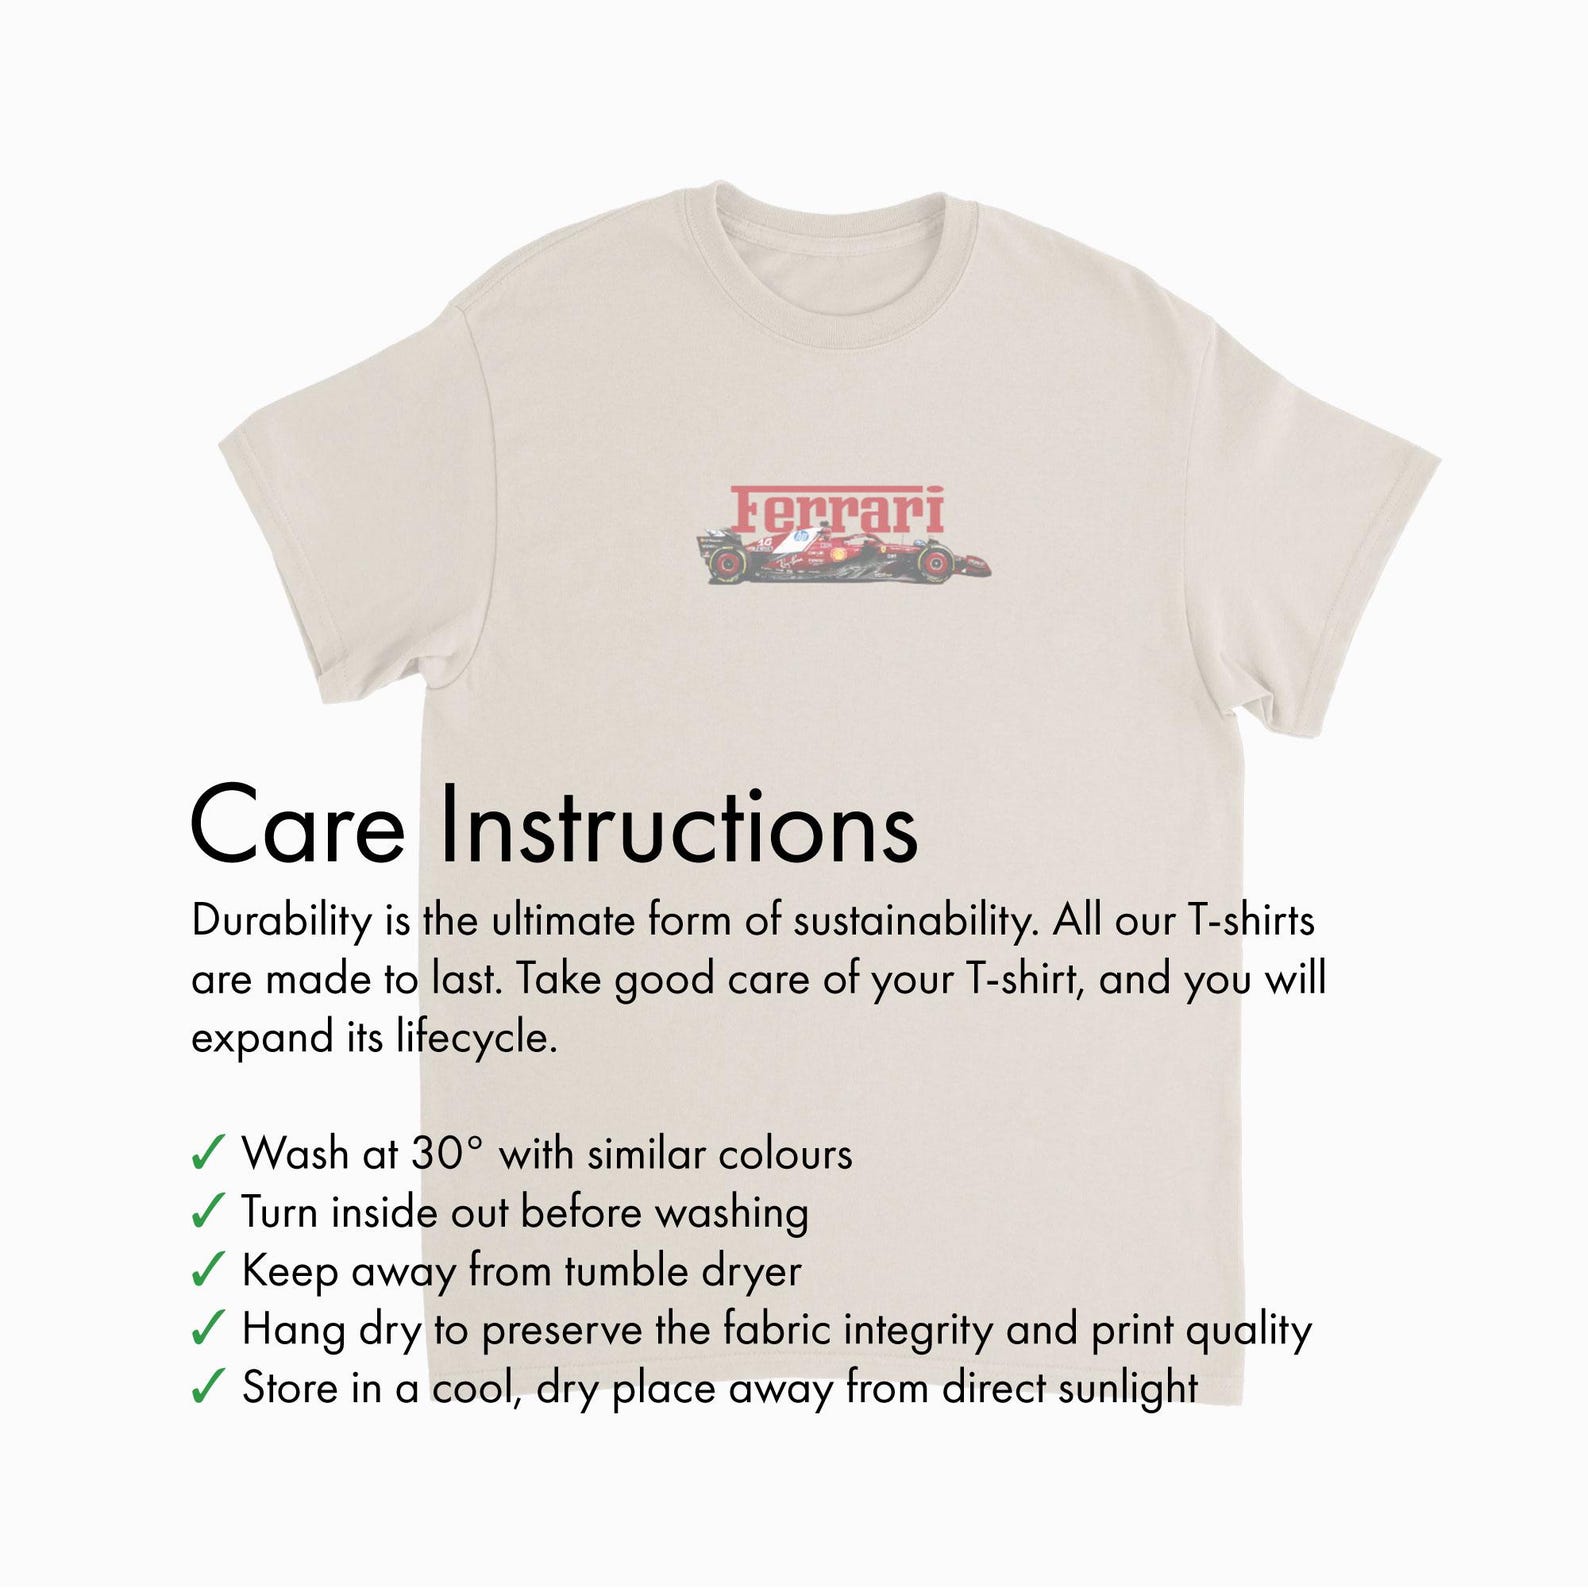 Ferrari
16
hp
Care Instructions
Durability is the ultimate form of sustainability. All our T-shirts
are made to last. Take good care of your T-shirt, and you will
expand its lifecycle.
✓ Wash at 30° with similar colours
✓ Turn inside out before washing
✓ Keep away from tumble dryer
✓ Hang dry to preserve the fabric integrity and print quality
✓ Store in a cool, dry place away from direct sunlight